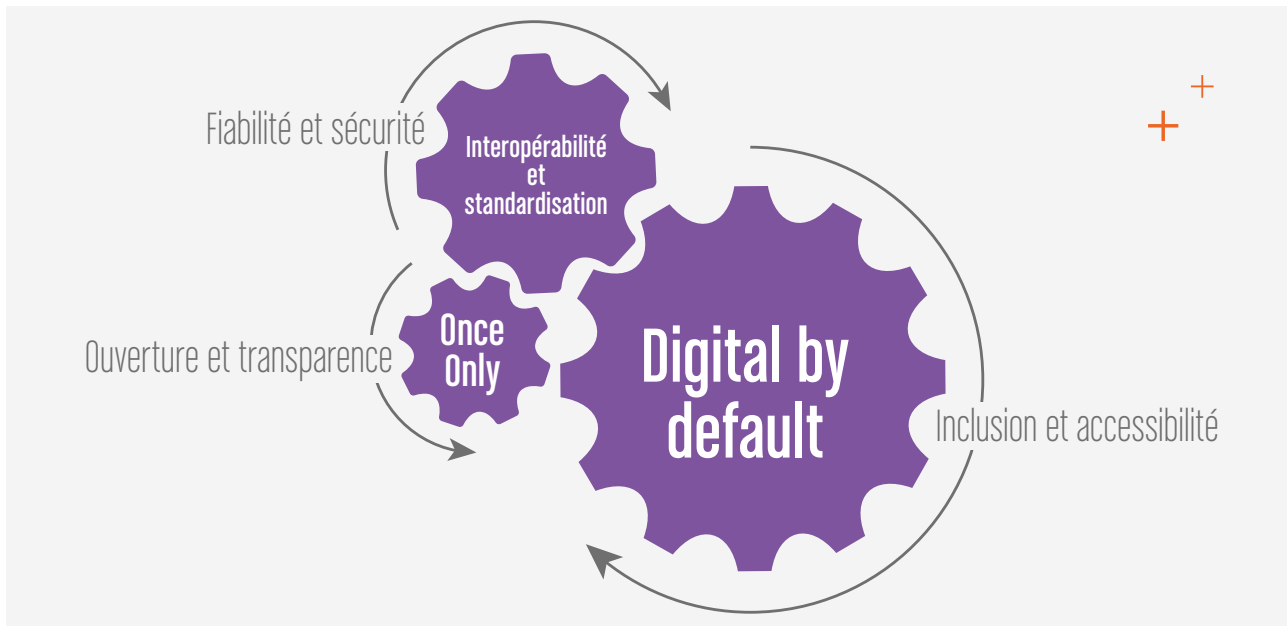 Fiabilité et sécurité
Interopérabilité
et
standardisation
Ouverture et transparence
Once
Only
Digital by
default
Inclusion et accessibilité